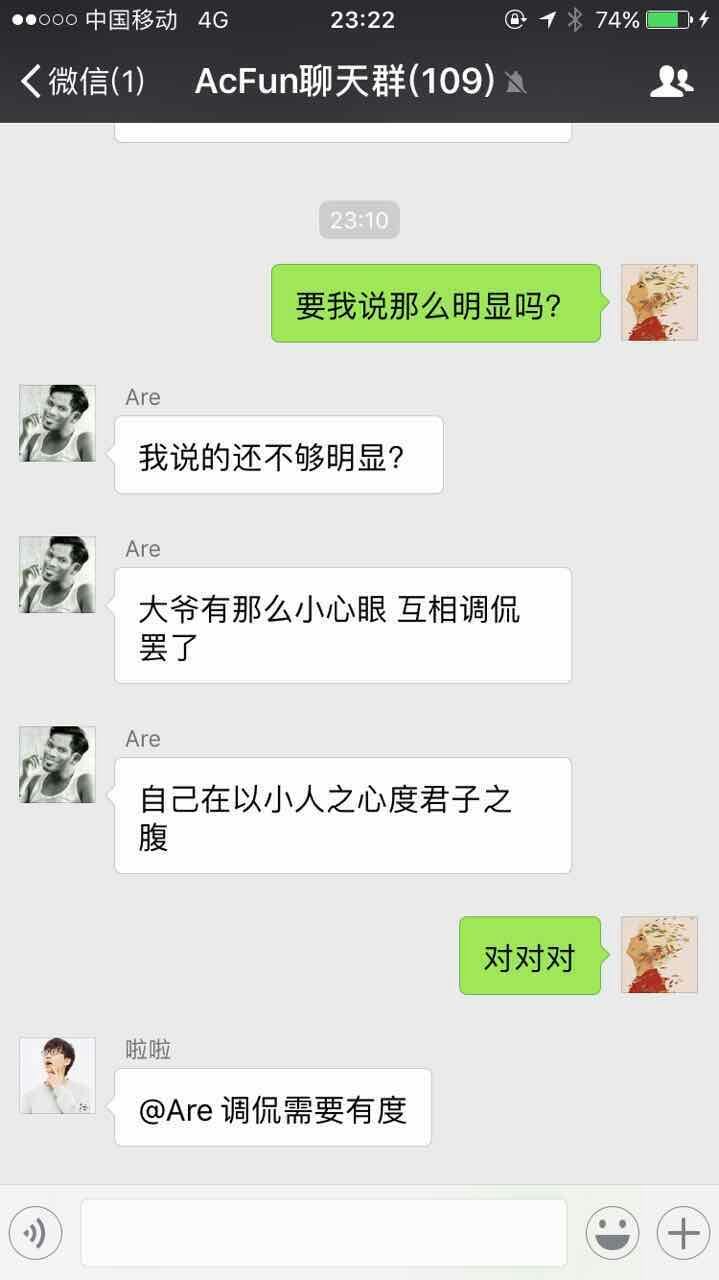 中国移动 4G 23:22 74%
微信(1) AcFun聊天群(109)
23:10
要我说那么明显吗?
Are
我说的还不够明显?
Are
大爷有那么小心眼 互相调侃
罢了
Are
自己在以小人之心度君子之
腹
对对对
啦啦
@Are 调侃需要有度